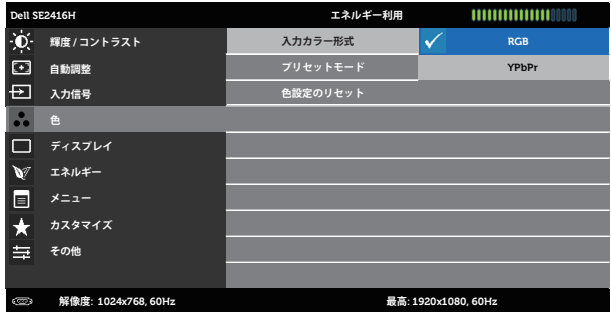 Dell SE2416H エネルギー利用
輝度/コントラスト 入力カラー形式 RGB
自動調整 プリセットモード YPbPr
入力信号 色設定のリセット
色
ディスプレイ
エネルギー
メニュー
カスタマイズ
その他
解像度: 1024x768, 60Hz 最高: 1920x1080, 60Hz